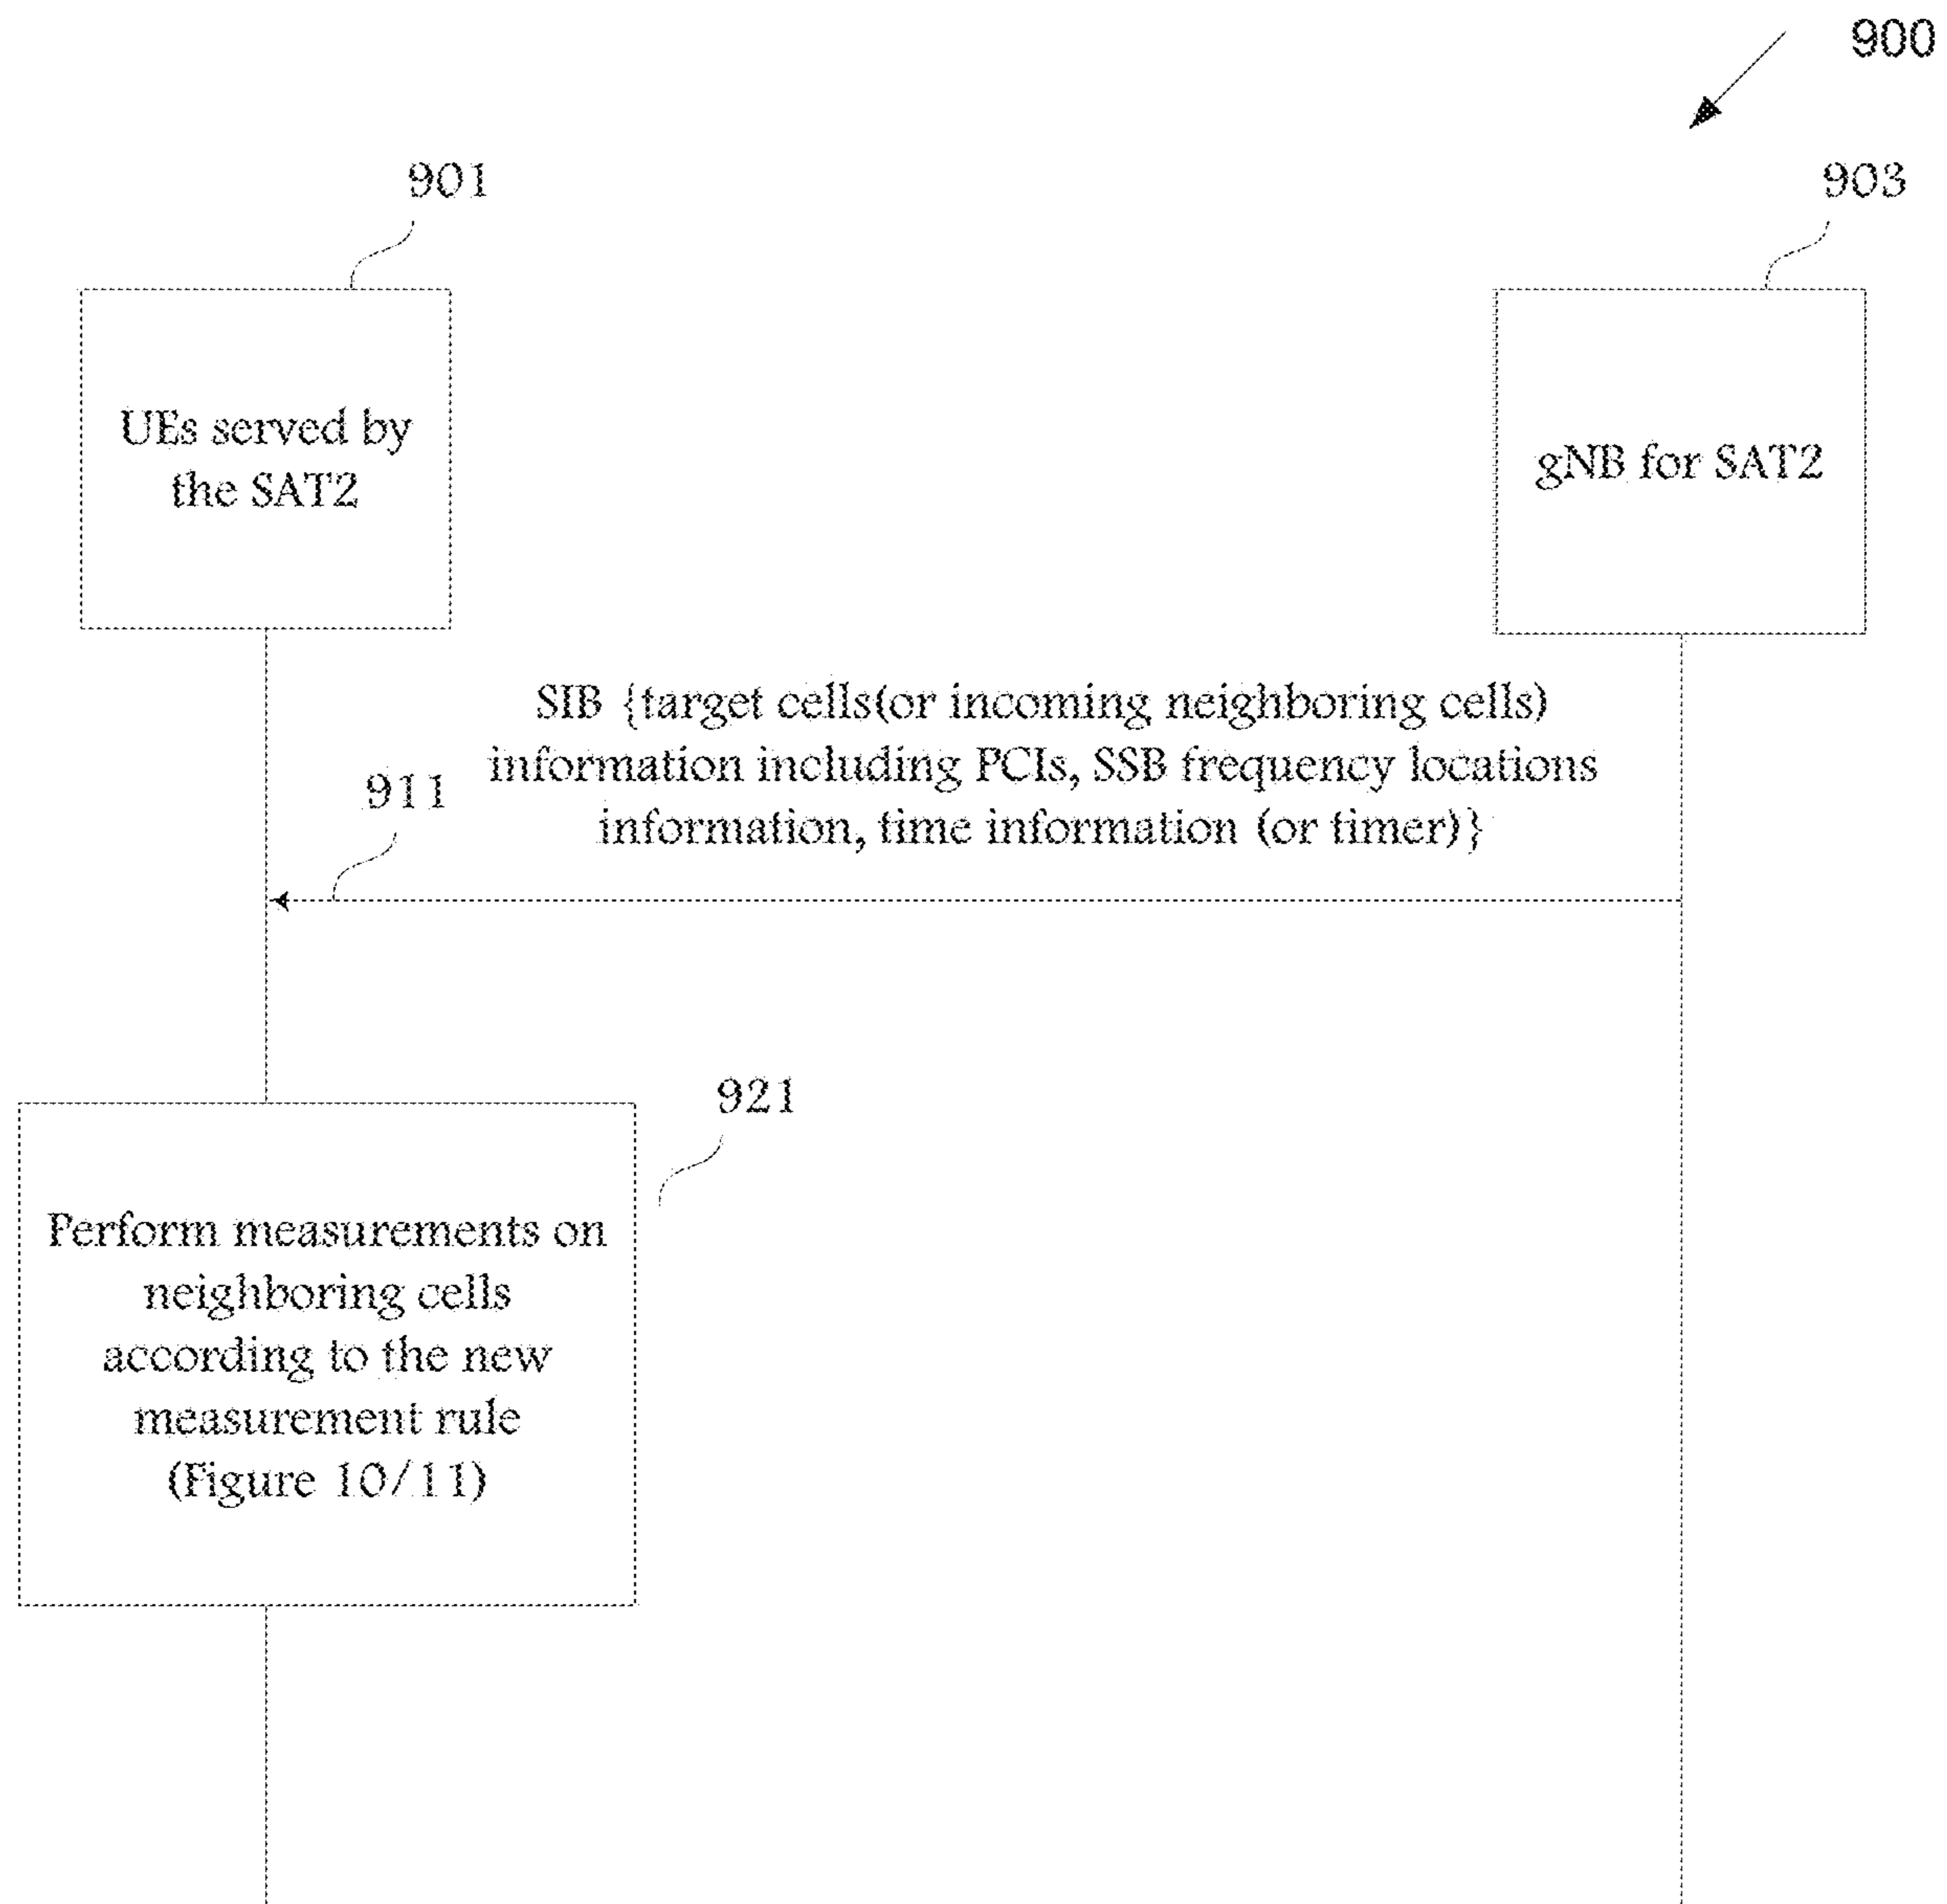 900
901
903
UEs served by
the SAT2
gNB for SAT2
SIB {target cells(or incoming neighboring cells)
information including PCIs, SSB frequency locations
information, time information (or timer)}
911
921
Perform measurements on
neighboring cells
according to the new
measurement rule
(Figure 10/11)